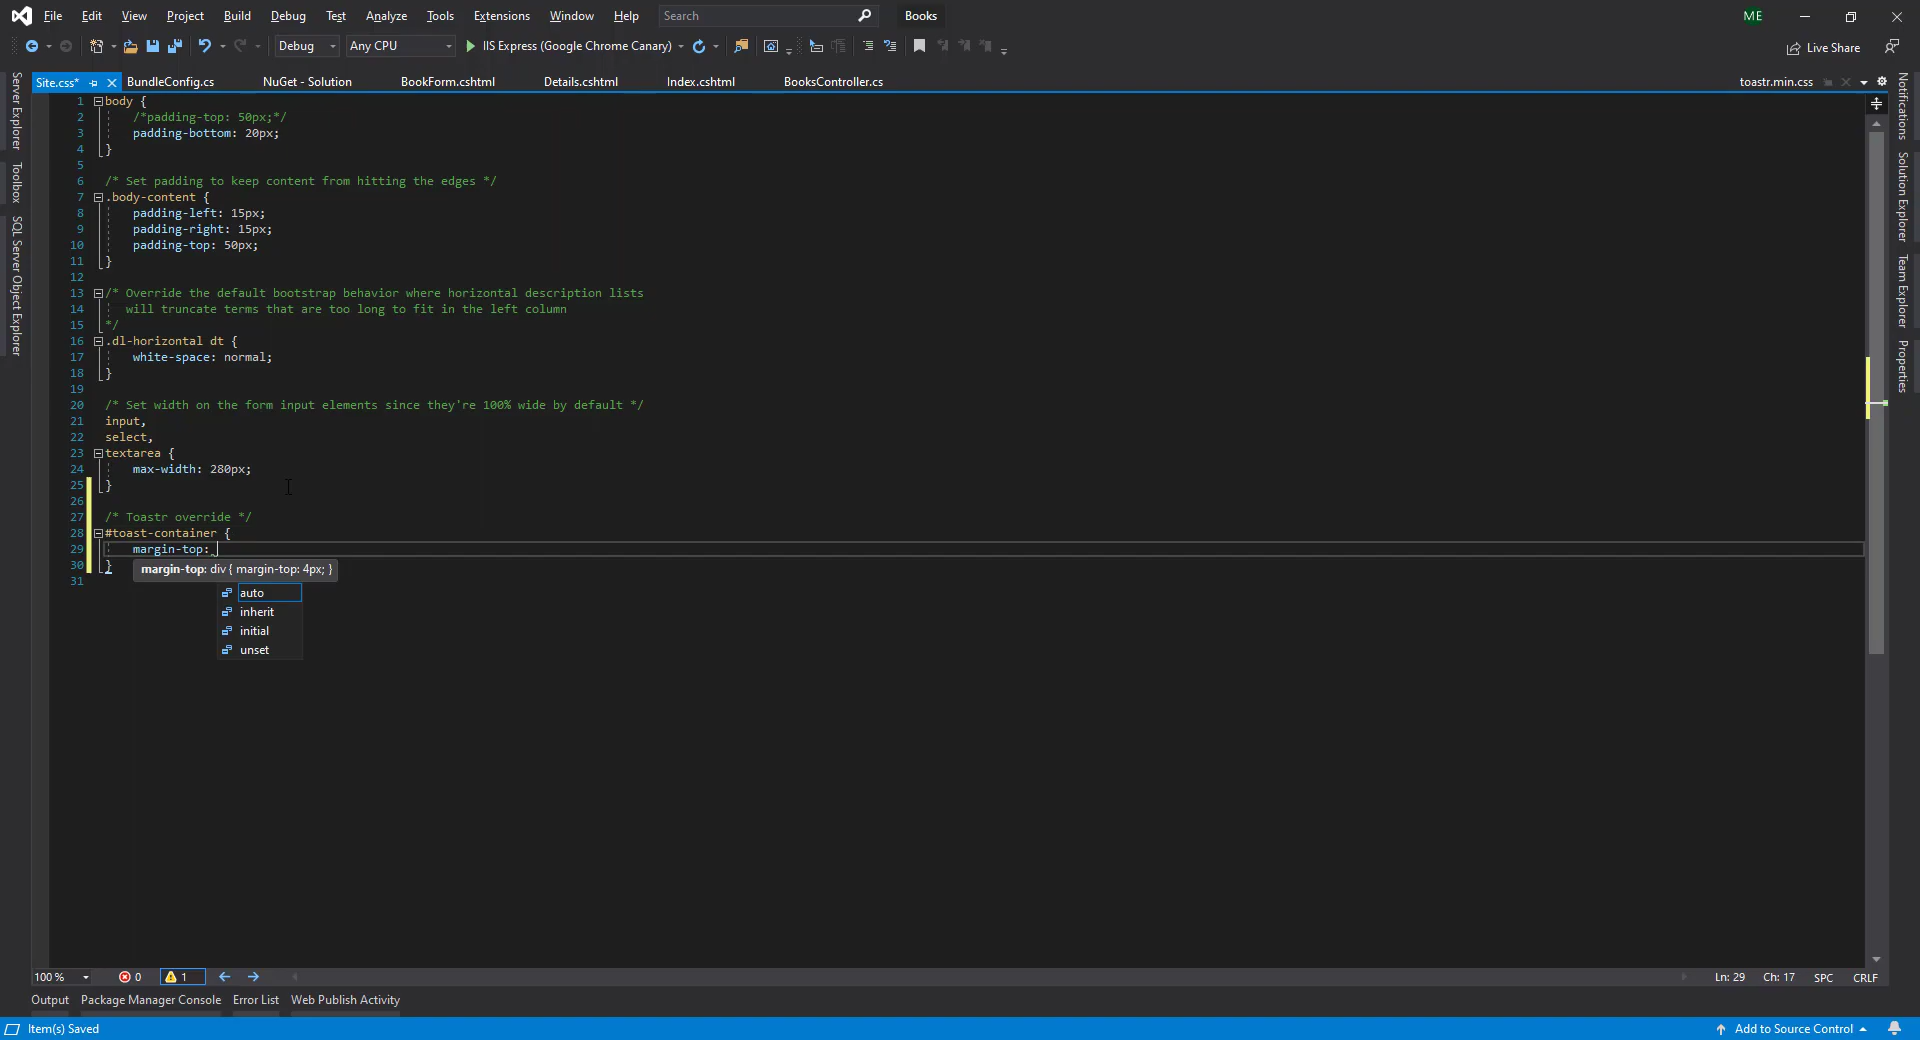 File Edit View Project Build Debug Test Analyze Tools Extensions Window Help Search Books ME
Debug Any CPU IIS Express (Google Chrome Canary) Live Share
Site.css* BundleConfig.cs NuGet - Solution BookForm.cshtml Details.cshtml Index.cshtml BooksController.cs toastr.min.css
Server Explorer
Toolbox
SQL Server Object Explorer
1 body {
2 /*padding-top: 50px;*/
3 padding-bottom: 20px;
4 }
5
6 /* Set padding to keep content from hitting the edges */
7 .body-content {
8 padding-left: 15px;
9 padding-right: 15px;
10 padding-top: 50px;
11 }
12
13 /* Override the default bootstrap behavior where horizontal description lists
14 will truncate terms that are too long to fit in the left column
15 */
16 .dl-horizontal dt {
17 white-space: normal;
18 }
19
20 /* Set width on the form input elements since they're 100% wide by default */
21 input,
22 select,
23 textarea {
24 max-width: 280px;
25 }
26
27 /* Toastr override */
28 #toast-container {
29 margin-top:
30 }
31
margin-top: div { margin-top: 4px; }
auto
inherit
initial
unset
Notifications
Solution Explorer
Team Explorer
Properties
100 % 0 1 Ln: 29 Ch: 17 SPC CRLF
Output Package Manager Console Error List Web Publish Activity
Item(s) Saved Add to Source Control